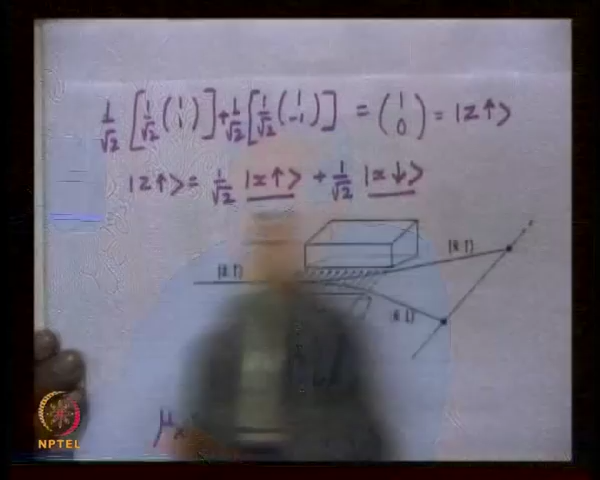 1/√2 [1/√2 (1 1)] + 1/√2 [1/√2 (1 -1)] = (1 0) = |z↑⟩
|z↑⟩ = 1/√2 |x↑⟩ + 1/√2 |x↓⟩
μx
NPTEL